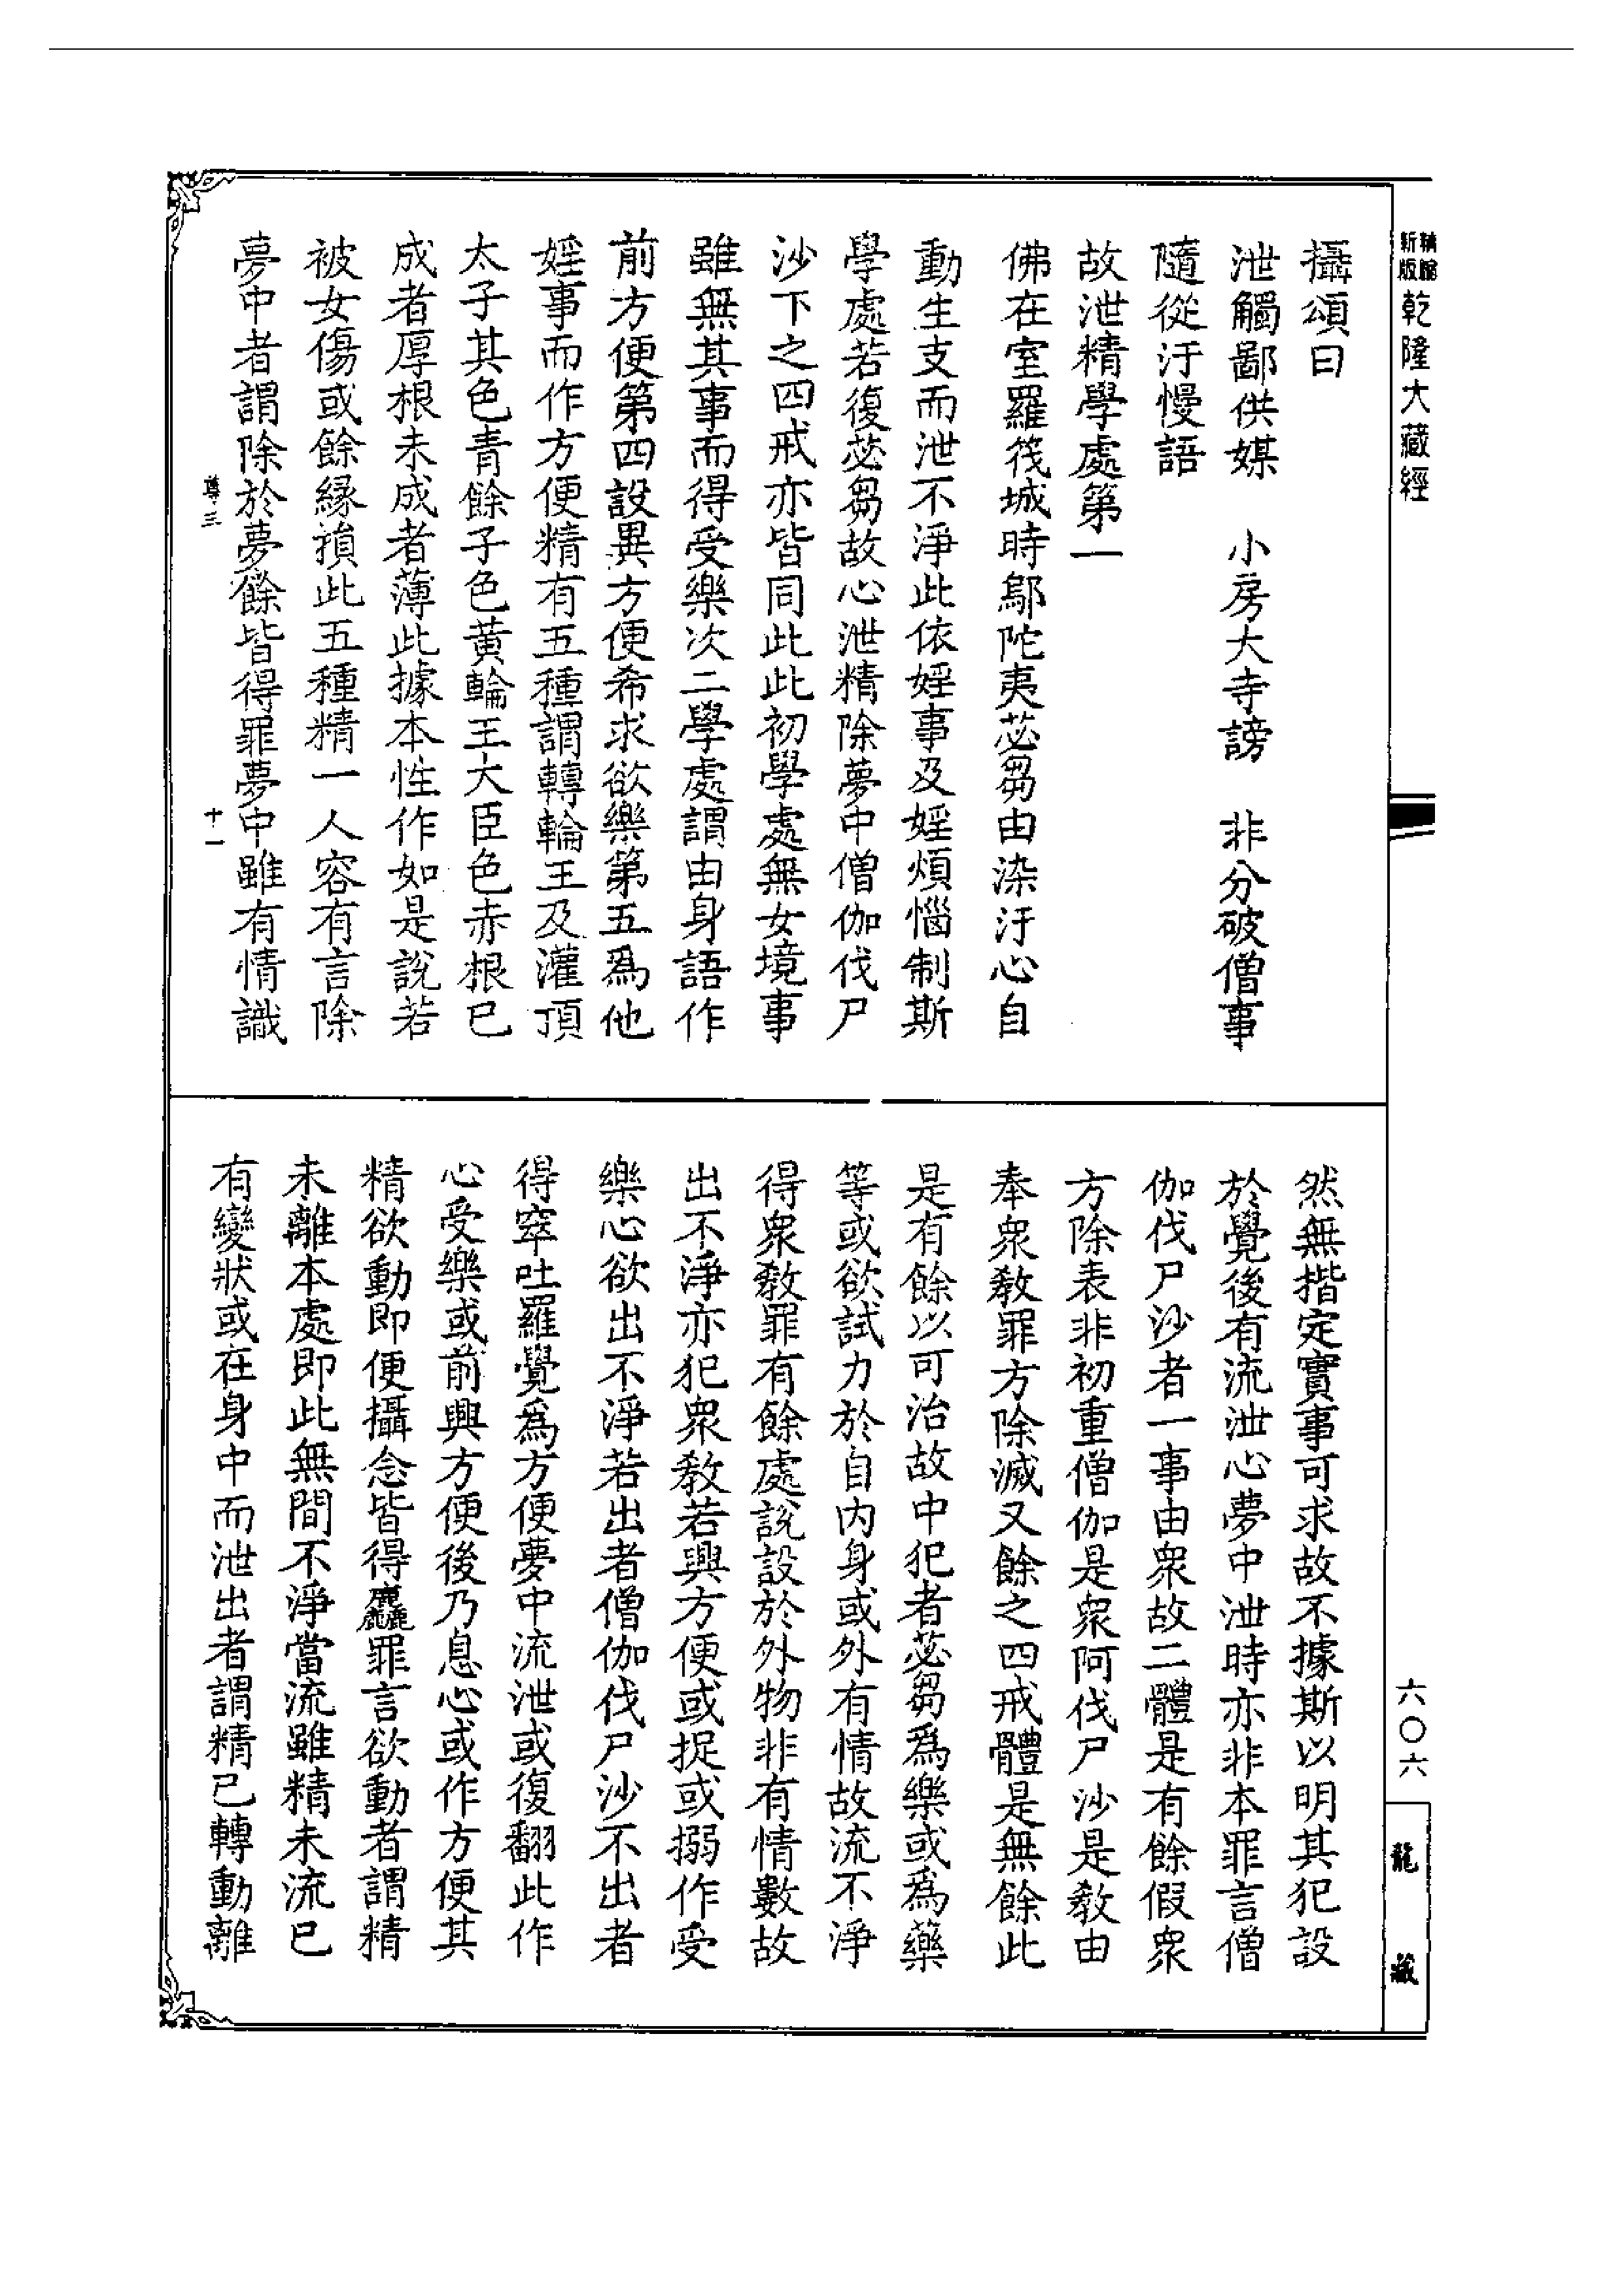 新版
精縮
乾隆大藏經
攝頌曰
泄觸鄙供媒　小房大寺謗　非分破僧事
隨從汙慢語
故泄精學處第一
佛在室羅筏城時鄔陀夷苾芻由染汙心自
動生支而泄不淨此依婬事及婬煩惱制斯
學處若復苾芻故心泄精除夢中僧伽伐尸
沙下之四戒亦皆同此此初學處無女境事
雖無其事而得受樂次二學處謂由身語作
前方便第四設異方便希求欲樂第五為他
婬事而作方便精有五種謂轉輪王及灌頂
太子其色青餘子色黃輪王大臣色赤根已
成者厚根未成者薄此據本性作如是說若
被女傷或餘緣損此五種精一人容有言除
夢中者謂除於夢餘皆得罪夢中雖有情識
尊三
十一
然無揩定實事可求故不據斯以明其犯設
於覺後有流泄心夢中泄時亦非本罪言僧
伽伐尸沙者一事由眾故二體是有餘假眾
方除表非初重僧伽是眾阿伐尸沙是教由
奉眾教罪方除滅又餘之四戒體是無餘此
是有餘以可治故中犯者苾芻為樂或為藥
等或欲試力於自內身或外有情故流不淨
得眾教罪有餘處說設於外物非有情數故
出不淨亦犯眾教若興方便或捉或搦作受
樂心欲出不淨若出者僧伽伐尸沙不出者
得窣吐羅覺為方便夢中流泄或復翻此作
心受樂或前興方便後乃息心或作方便其
精欲動即便攝念皆得麤罪言欲動者謂精
未離本處即此無間不淨當流雖精未流已
有變狀或在身中而泄出者謂精已轉動離
六〇六
龍藏